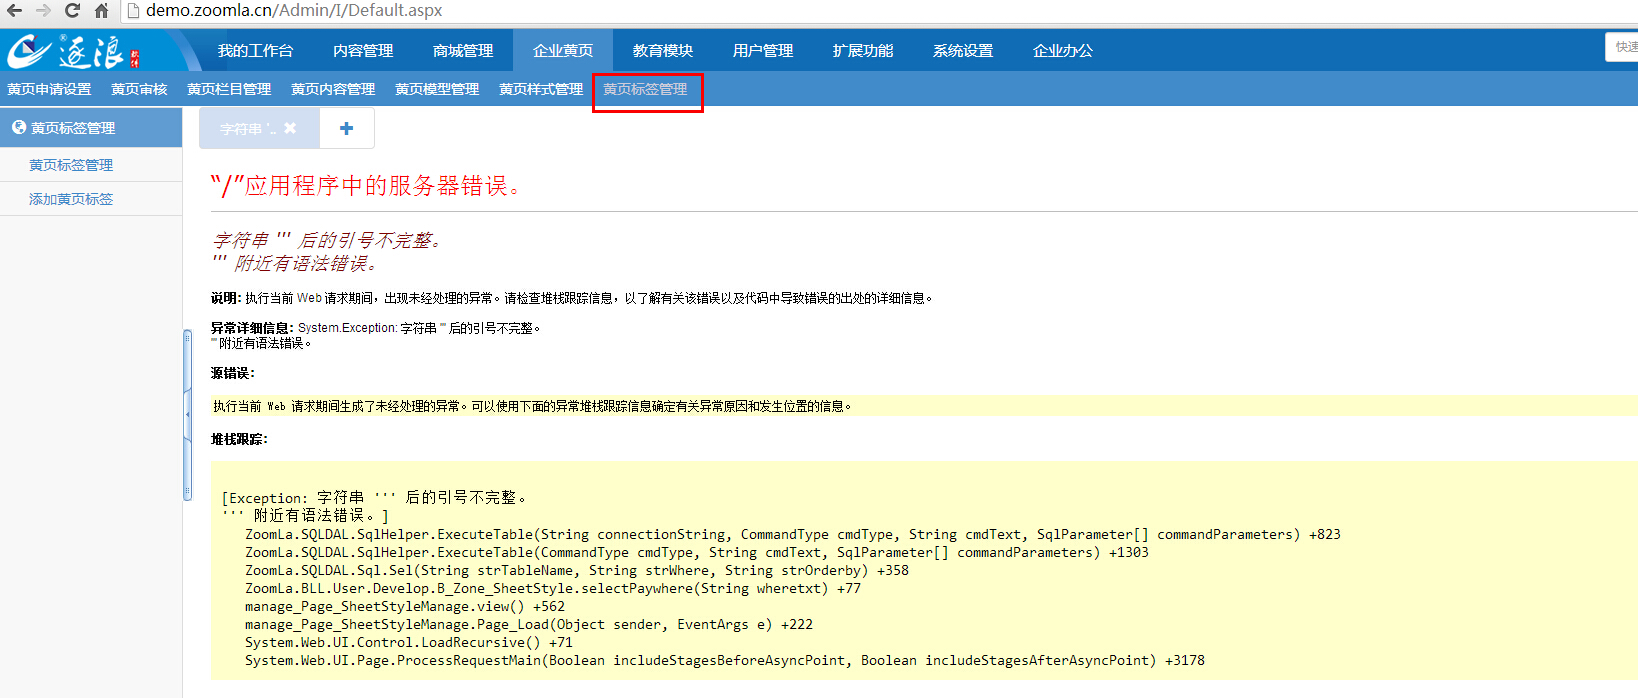 demo.zoomla.cn/Admin/I/Default.aspx
逐浪® 软件
我的工作台 内容管理 商城管理 企业黄页 教育模块 用户管理 扩展功能 系统设置 企业办公 快速
黄页申请设置 黄页审核 黄页栏目管理 黄页内容管理 黄页模型管理 黄页样式管理 黄页标签管理
黄页标签管理
字符串 '...
黄页标签管理
添加黄页标签
“/”应用程序中的服务器错误。
字符串 ''' 后的引号不完整。
''' 附近有语法错误。
说明: 执行当前 Web 请求期间，出现未经处理的异常。请检查堆栈跟踪信息，以了解有关该错误以及代码中导致错误的出处的详细信息。
异常详细信息: System.Exception: 字符串 ''' 后的引号不完整。
''' 附近有语法错误。
源错误:
执行当前 Web 请求期间生成了未经处理的异常。可以使用下面的异常堆栈跟踪信息确定有关异常原因和发生位置的信息。
堆栈跟踪:
[Exception: 字符串 ''' 后的引号不完整。
''' 附近有语法错误。]
ZoomLa.SQLDAL.SqlHelper.ExecuteTable(String connectionString, CommandType cmdType, String cmdText, SqlParameter[] commandParameters) +823
ZoomLa.SQLDAL.SqlHelper.ExecuteTable(CommandType cmdType, String cmdText, SqlParameter[] commandParameters) +1303
ZoomLa.SQLDAL.Sql.Sel(String strTableName, String strWhere, String strOrderby) +358
ZoomLa.BLL.User.Develop.B_Zone_SheetStyle.selectPaywhere(String wheretxt) +77
manage_Page_SheetStyleManage.view() +562
manage_Page_SheetStyleManage.Page_Load(Object sender, EventArgs e) +222
System.Web.UI.Control.LoadRecursive() +71
System.Web.UI.Page.ProcessRequestMain(Boolean includeStagesBeforeAsyncPoint, Boolean includeStagesAfterAsyncPoint) +3178